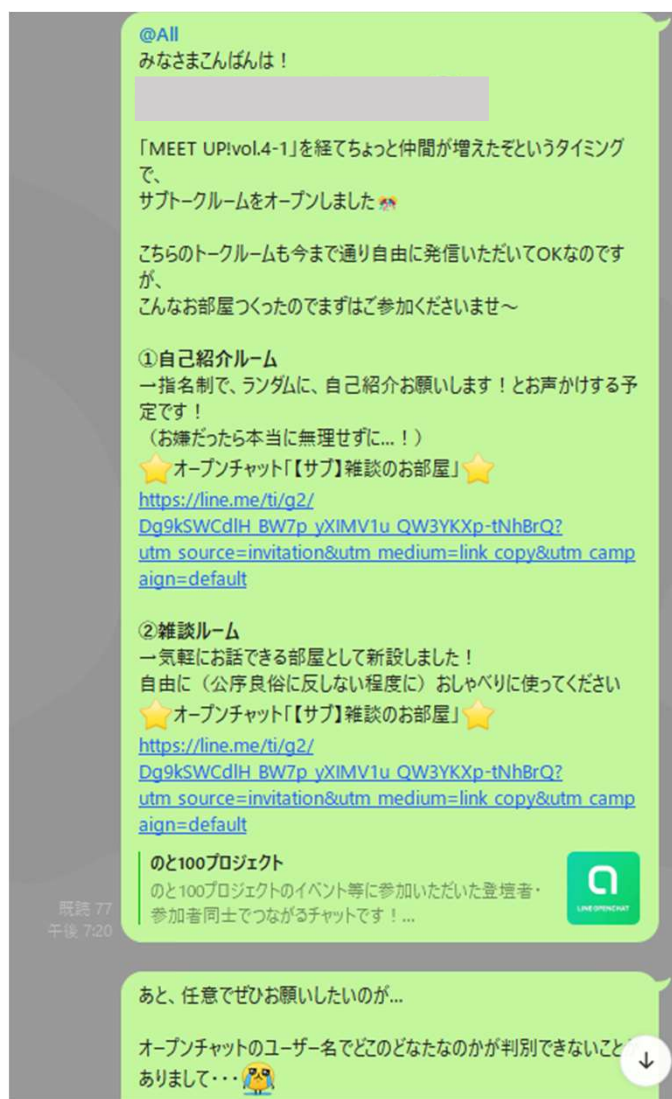 @All
みなさまこんばんは！
「MEET UP!vol.4-1」を経てちょっと仲間が増えたぞというタイミング
で、
サブトークルームをオープンしました🎊
こちらのトークルームも今まで通り自由に発信いただいてOKなのです
が、
こんなお部屋つくったのでまずはご参加くださいませ～
①自己紹介ルーム
→指名制で、ランダムに、自己紹介お願いします！とお声かけする予
定です！
（お嫌だったら本当に無理せずに…！）
⭐オープンチャット「【サブ】雑談のお部屋」⭐
https://line.me/ti/g2/
Dg9kSWCdlH_BW7p_yXIMV1u_QW3YKXp-tNhBrQ?
utm_source=invitation&utm_medium=link_copy&utm_camp
aign=default
②雑談ルーム
→気軽にお話できる部屋として新設しました！
自由に（公序良俗に反しない程度に）おしゃべりに使ってください
⭐オープンチャット「【サブ】雑談のお部屋」⭐
https://line.me/ti/g2/
Dg9kSWCdlH_BW7p_yXIMV1u_QW3YKXp-tNhBrQ?
utm_source=invitation&utm_medium=link_copy&utm_camp
aign=default
のと100プロジェクト
のと100プロジェクトのイベント等に参加いただいた登壇者・
参加者同士でつながるチャットです！...
LINE OPENCHAT
既読 77
午後 7:20
あと、任意でぜひお願いしたいのが…
オープンチャットのユーザー名でどこのどなたなのかが判別できないこと
ありまして・・・